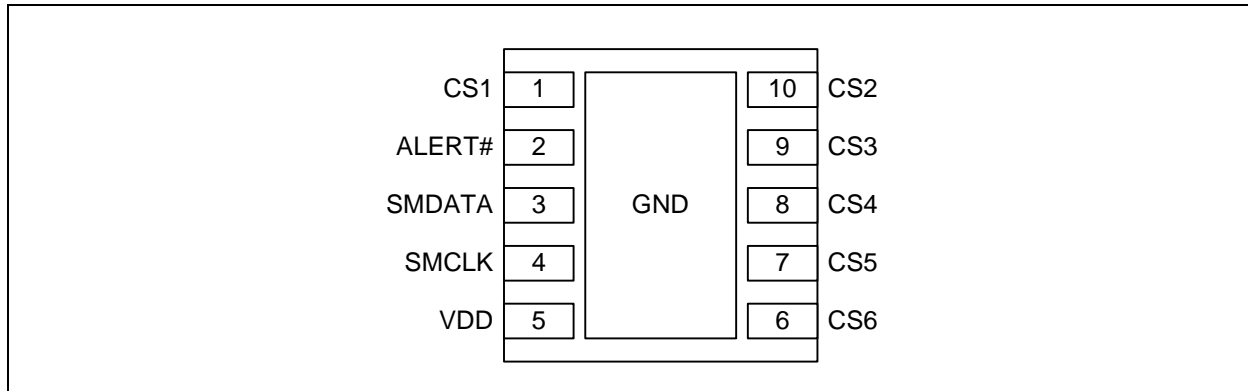 CS1 1 10 CS2
ALERT# 2 9 CS3
SMDATA 3 GND 8 CS4
SMCLK 4 7 CS5
VDD 5 6 CS6